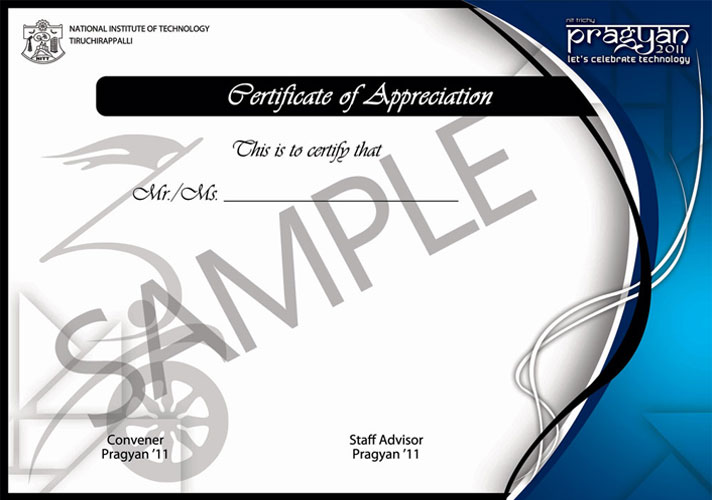 NATIONAL INSTITUTE OF TECHNOLOGY
TIRUCHIRAPPALLI
NITT
nit trichy
pragyan
2011
let's celebrate technology
Certificate of Appreciation
This is to certify that
Mr./Ms.
SAMPLE
Convener
Pragyan '11
Staff Advisor
Pragyan '11